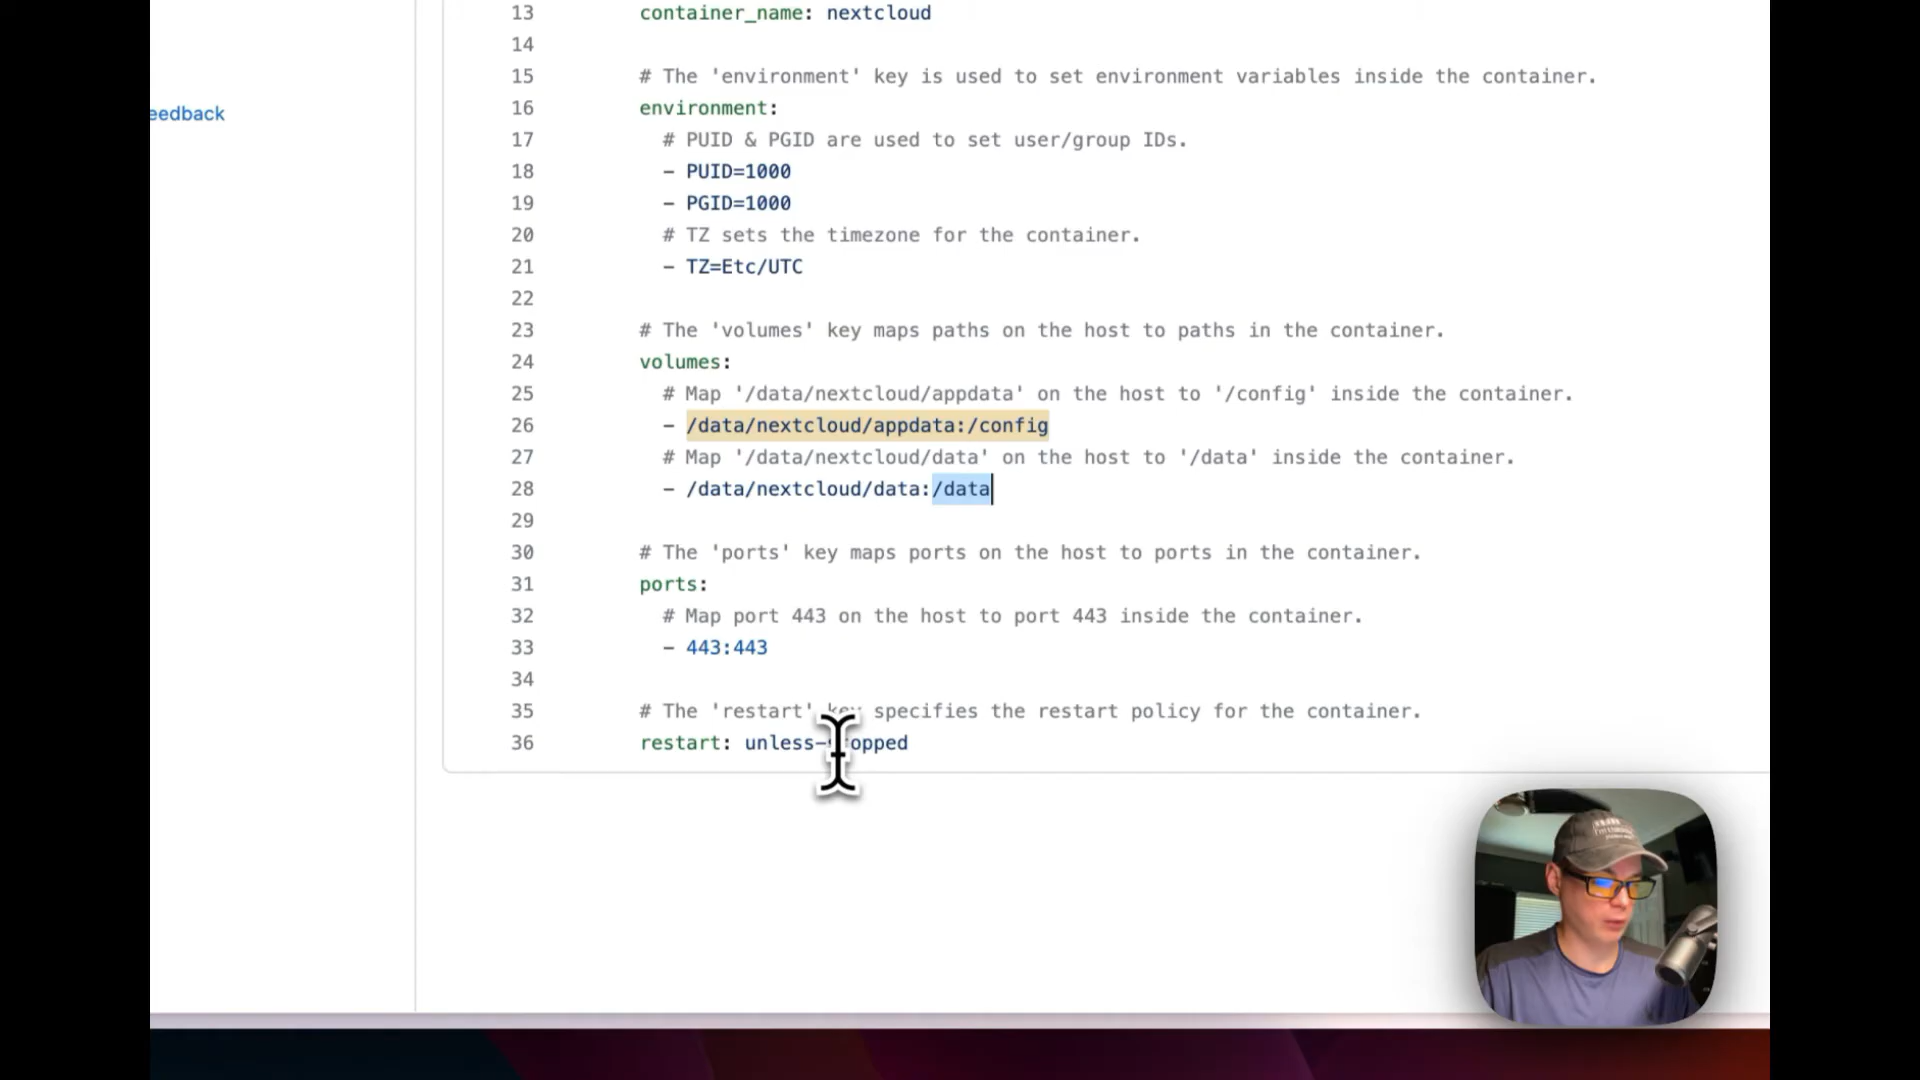 13 container_name: nextcloud
14
15 # The 'environment' key is used to set environment variables inside the container.
eedback
16 environment:
17 # PUID & PGID are used to set user/group IDs.
18 - PUID=1000
19 - PGID=1000
20 # TZ sets the timezone for the container.
21 - TZ=Etc/UTC
22
23 # The 'volumes' key maps paths on the host to paths in the container.
24 volumes:
25 # Map '/data/nextcloud/appdata' on the host to '/config' inside the container.
26 - /data/nextcloud/appdata:/config
27 # Map '/data/nextcloud/data' on the host to '/data' inside the container.
28 - /data/nextcloud/data:/data
29
30 # The 'ports' key maps ports on the host to ports in the container.
31 ports:
32 # Map port 443 on the host to port 443 inside the container.
33 - 443:443
34
35 # The 'restart' key specifies the restart policy for the container.
36 restart: unless-stopped